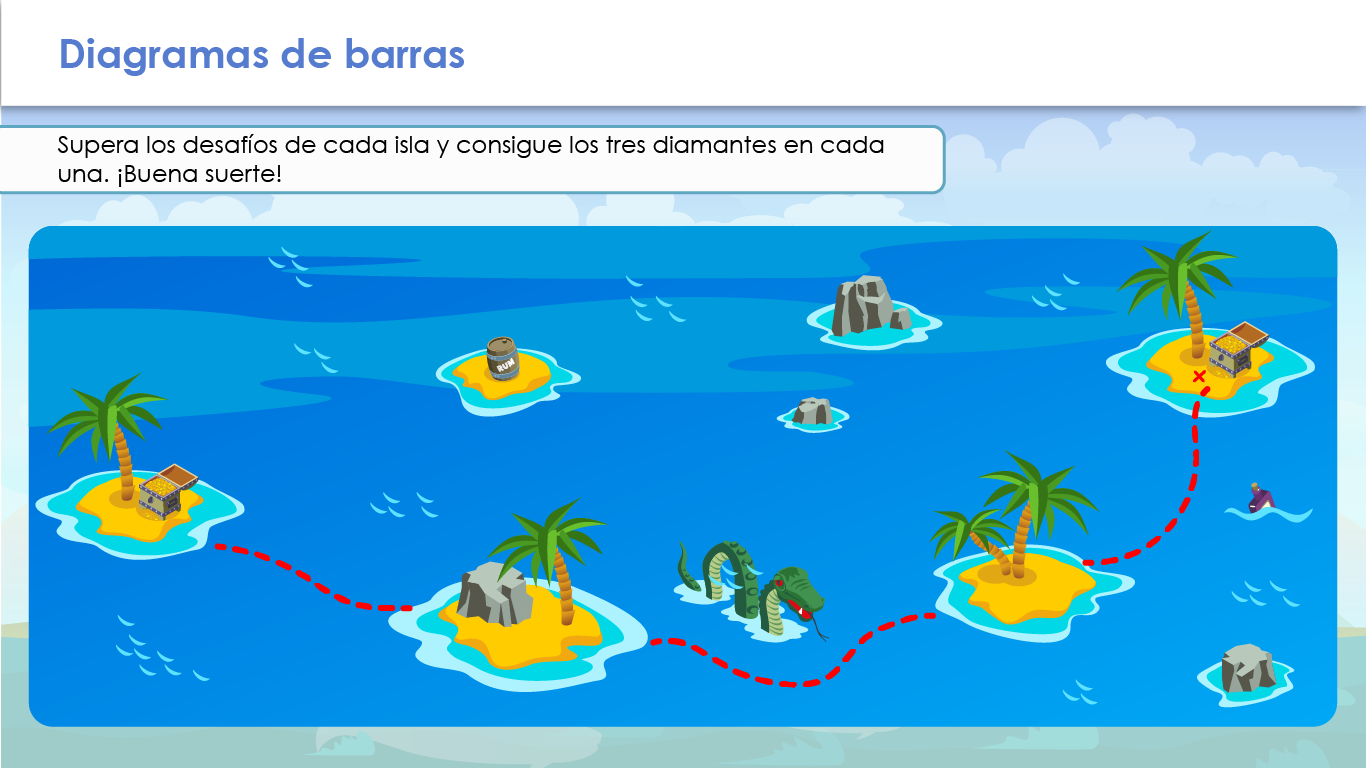 Diagramas de barras
Supera los desafíos de cada isla y consigue los tres diamantes en cada
una. ¡Buena suerte!
RUM